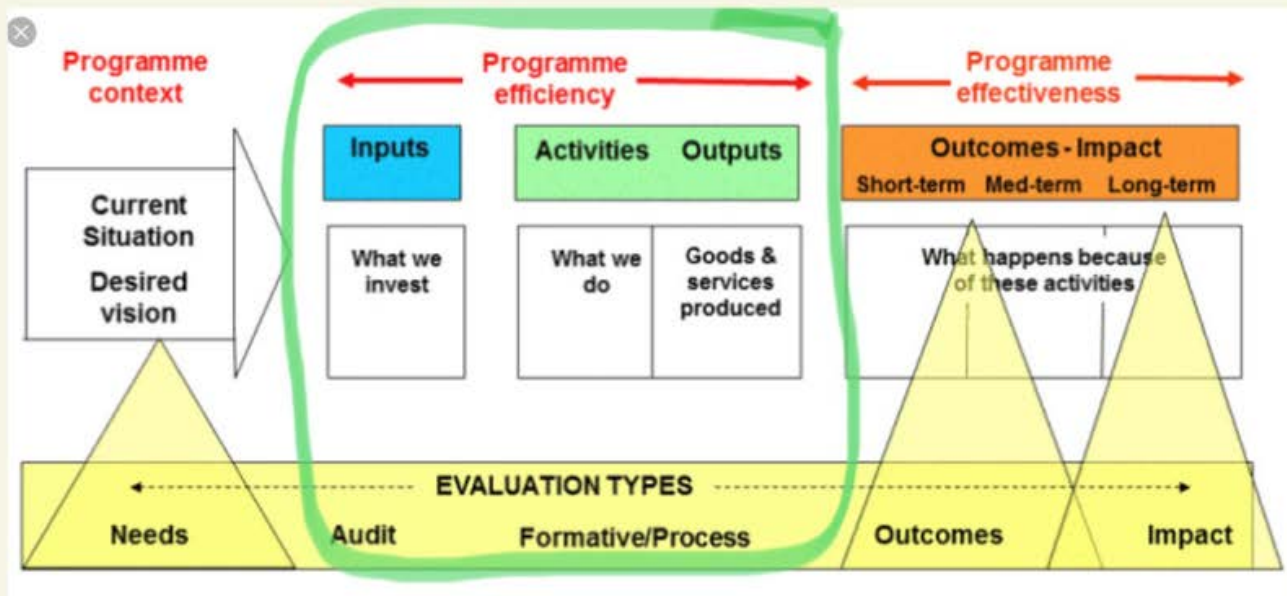 Programme
context
Programme
efficiency
Programme
effectiveness
Inputs
Activities Outputs
Outcomes - Impact
Short-term Med-term Long-term
Current
Situation
Desired
vision
What we
invest
What we
do
Goods &
services
produced
What happens because
of these activities
EVALUATION TYPES
Needs
Audit
Formative/Process
Outcomes
Impact